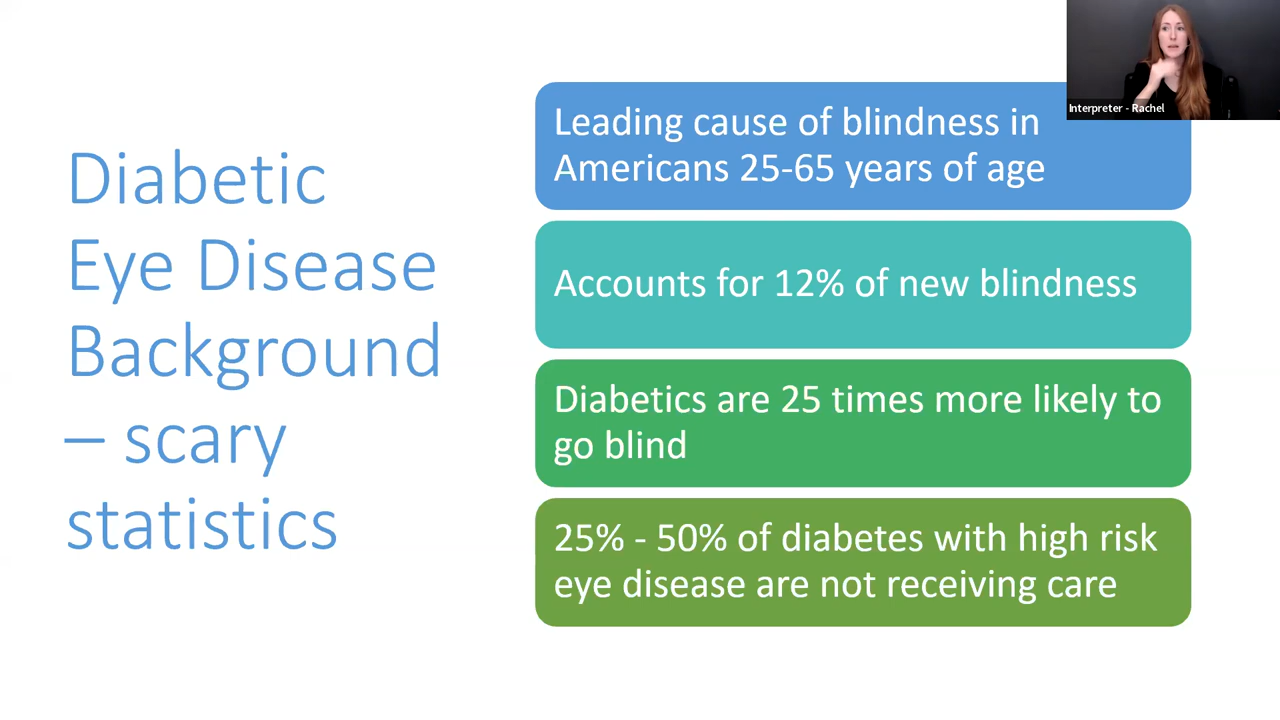 Diabetic
Eye Disease
Background
– scary
statistics
Leading cause of blindness in
Americans 25-65 years of age
Accounts for 12% of new blindness
Diabetics are 25 times more likely to
go blind
25% - 50% of diabetes with high risk
eye disease are not receiving care
Interpreter - Rachel